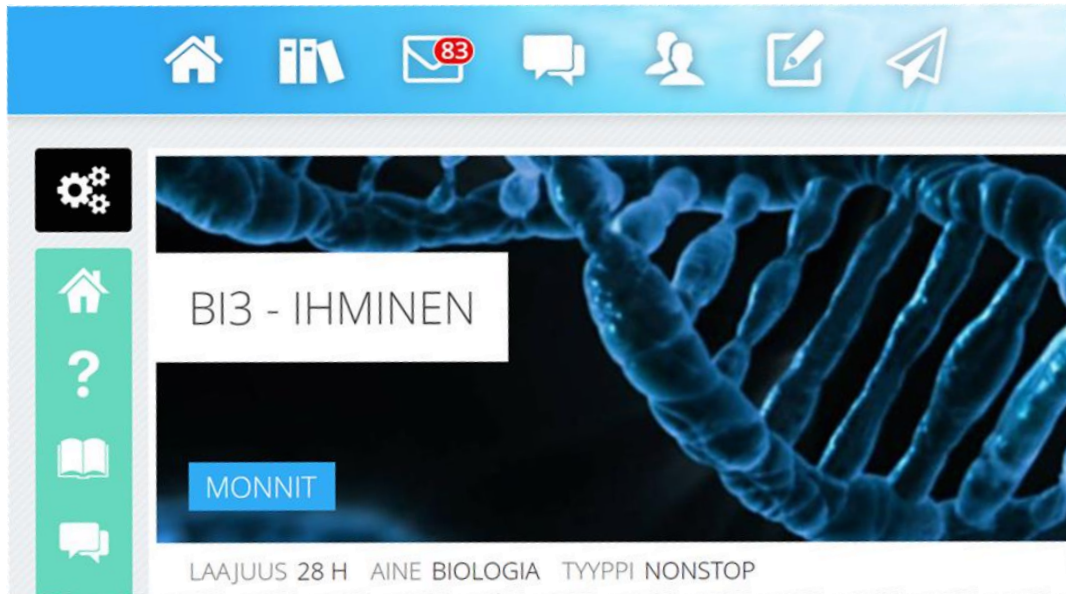 83
BI3 - IHMINEN
MONNIT
LAAJUUS 28 H AINE BIOLOGIA TYYPPI NONSTOP